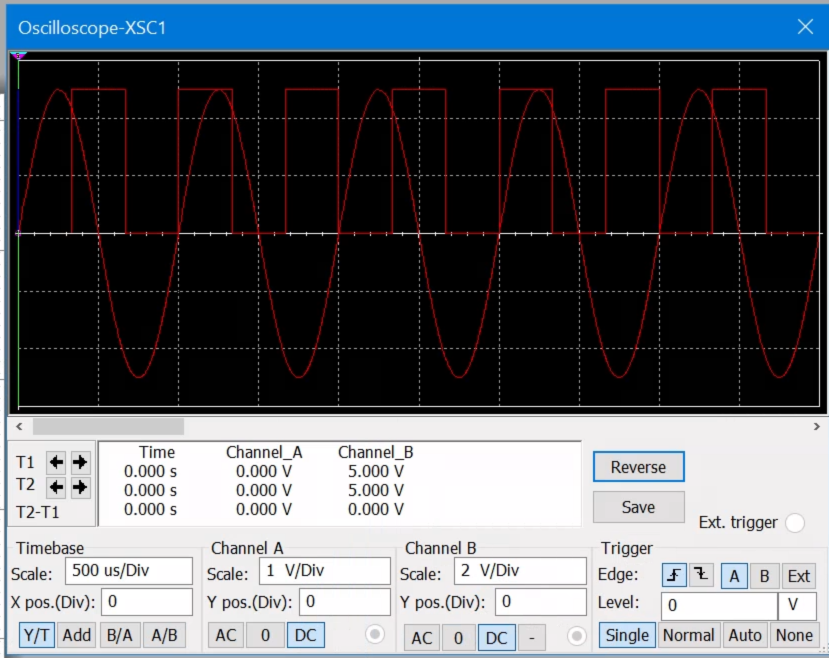 Oscilloscope-XSC1
Time Channel_A Channel_B
T1 0.000 s 0.000 V 5.000 V
T2 0.000 s 0.000 V 5.000 V
T2-T1 0.000 s 0.000 V 0.000 V
Reverse
Save
Ext. trigger
Timebase
Scale: 500 us/Div
X pos.(Div): 0
Y/T Add B/A A/B
Channel A
Scale: 1 V/Div
Y pos.(Div): 0
AC 0 DC
Channel B
Scale: 2 V/Div
Y pos.(Div): 0
AC 0 DC -
Trigger
Edge: A B Ext
Level: 0 V
Single Normal Auto None